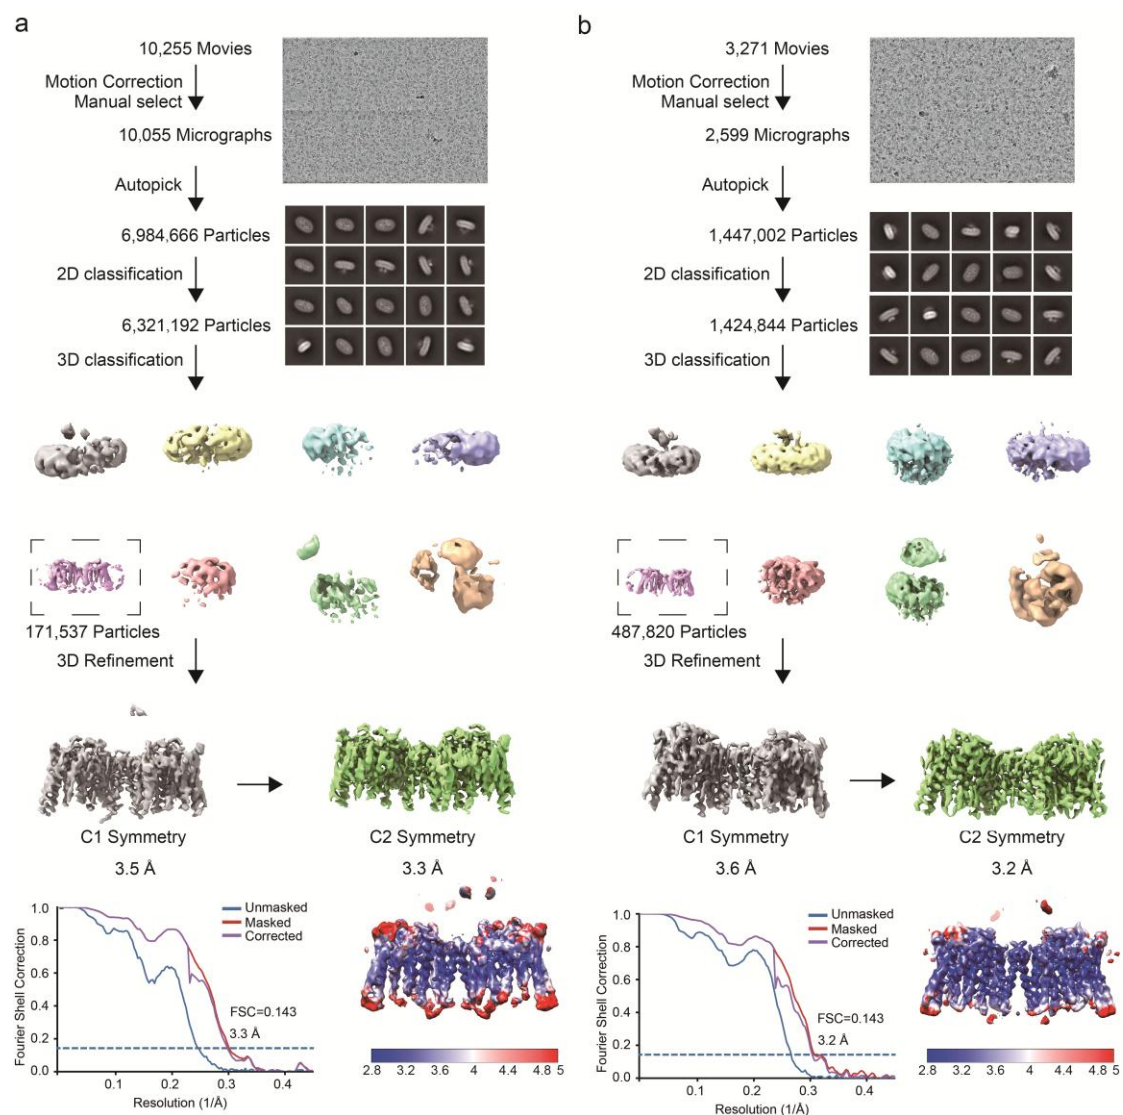 a
10,255 Movies
Motion Correction
Manual select
10,055 Micrographs
Autopick
6,984,666 Particles
2D classification
6,321,192 Particles
3D classification
171,537 Particles
3D Refinement
C1 Symmetry
3.5 Å
C2 Symmetry
3.3 Å
Fourier Shell Correction
1.0
0.8
0.6
0.4
0.2
0.0
Unmasked
Masked
Corrected
FSC=0.143
3.3 Å
0.1 0.2 0.3 0.4
Resolution (1/Å)
2.8 3.2 3.6 4 4.4 4.8 5
b
3,271 Movies
Motion Correction
Manual select
2,599 Micrographs
Autopick
1,447,002 Particles
2D classification
1,424,844 Particles
3D classification
487,820 Particles
3D Refinement
C1 Symmetry
3.6 Å
C2 Symmetry
3.2 Å
Fourier Shell Correction
1.0
0.8
0.6
0.4
0.2
0.0
Unmasked
Masked
Corrected
FSC=0.143
3.2 Å
0.1 0.2 0.3 0.4
Resolution (1/Å)
2.8 3.2 3.6 4 4.4 4.8 5